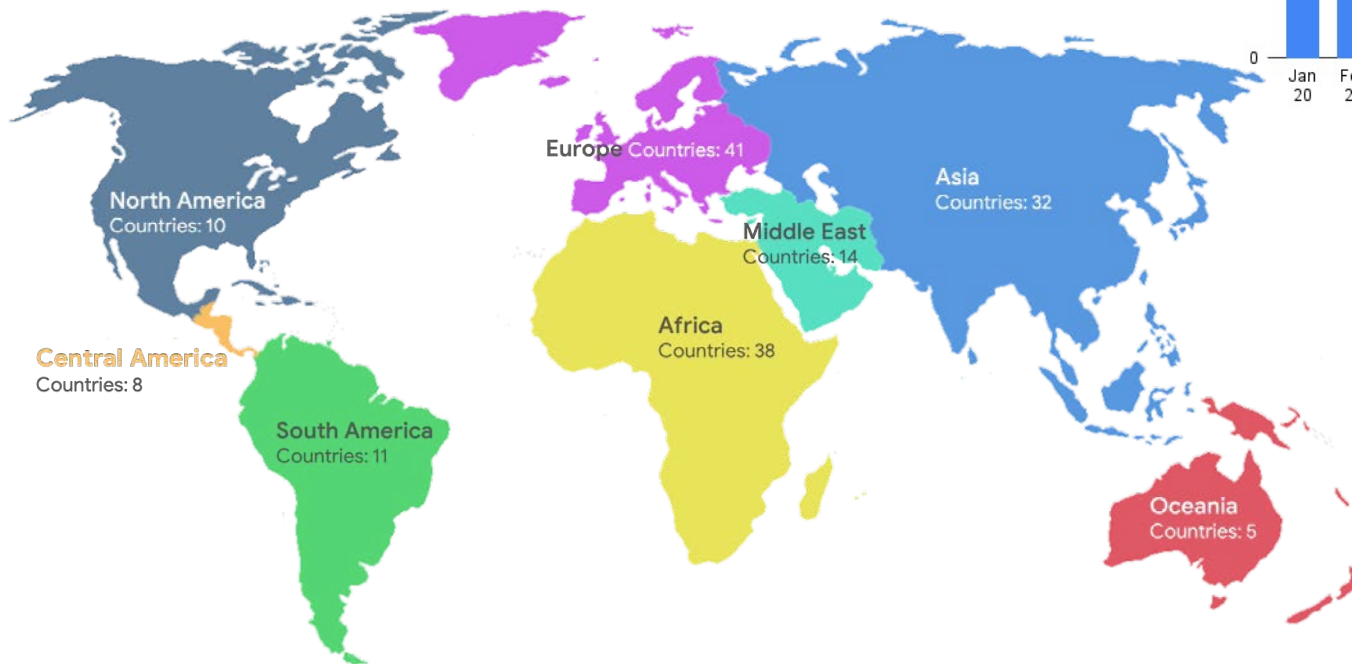 0
Jan
20
Europe Countries: 41
Asia
Countries: 32
North America
Countries: 10
Middle East
Countries: 14
Africa
Countries: 38
Central America
Countries: 8
South America
Countries: 11
Oceania
Countries: 5